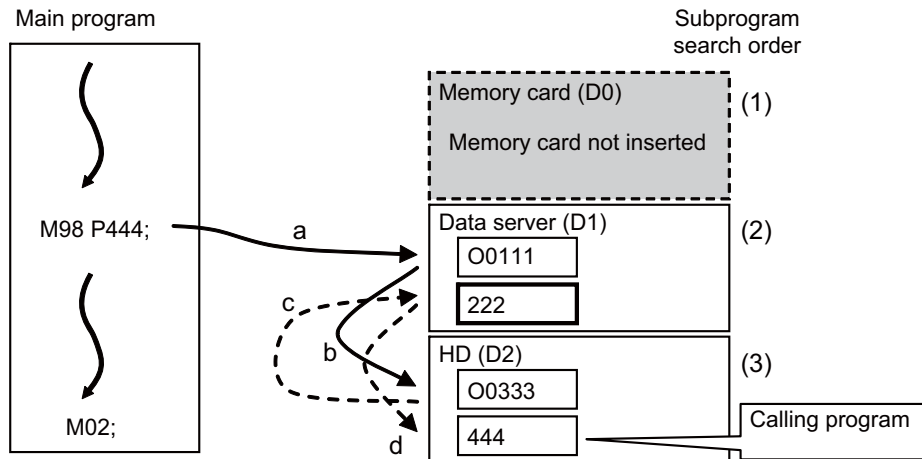 Main program
Subprogram
search order
Memory card (D0)
(1)
Memory card not inserted
M98 P444;
a
Data server (D1)
(2)
O0111
c
222
b
HD (D2)
(3)
O0333
M02;
d
444
Calling program